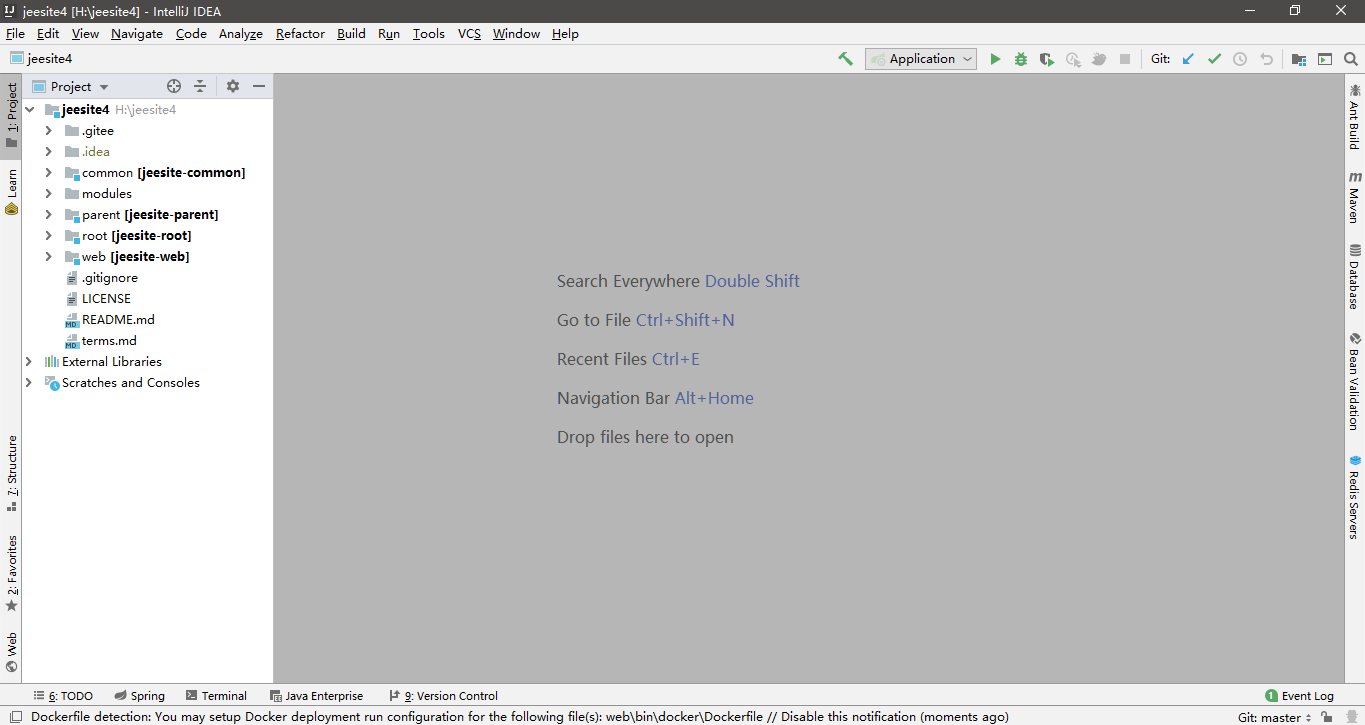 jeesite4 [H:\jeesite4] - IntelliJ IDEA
File Edit View Navigate Code Analyze Refactor Build Run Tools VCS Window Help
jeesite4
Application
Git:
Project
1: Project
Learn
7: Structure
2: Favorites
Web
jeesite4 H:\jeesite4
.gitee
.idea
common [jeesite-common]
modules
parent [jeesite-parent]
root [jeesite-root]
web [jeesite-web]
.gitignore
LICENSE
README.md
terms.md
External Libraries
Scratches and Consoles
Search Everywhere Double Shift
Go to File Ctrl+Shift+N
Recent Files Ctrl+E
Navigation Bar Alt+Home
Drop files here to open
Ant Build
Maven
Database
Bean Validation
Redis Servers
6: TODO Spring Terminal Java Enterprise 9: Version Control 1 Event Log
Dockerfile detection: You may setup Docker deployment run configuration for the following file(s): web\bin\docker\Dockerfile // Disable this notification (moments ago) Git: master